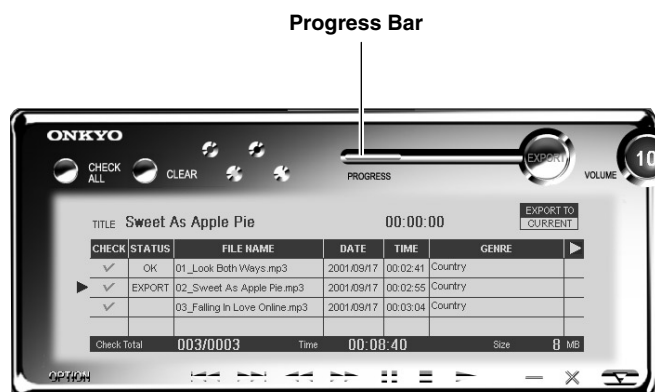 Progress Bar
ONKYO
CHECK ALL
CLEAR
PROGRESS
EXPORT
VOLUME
10
TITLE Sweet As Apple Pie 00:00:00
EXPORT TO
CURRENT
CHECK STATUS FILE NAME DATE TIME GENRE
OK 01_Look Both Ways.mp3 2001/09/17 00:02:41 Country
EXPORT 02_Sweet As Apple Pie.mp3 2001/09/17 00:02:55 Country
03_Falling In Love Online.mp3 2001/09/17 00:03:04 Country
Check Total 003/0003 Time 00:08:40 Size 8 MB
OPTION